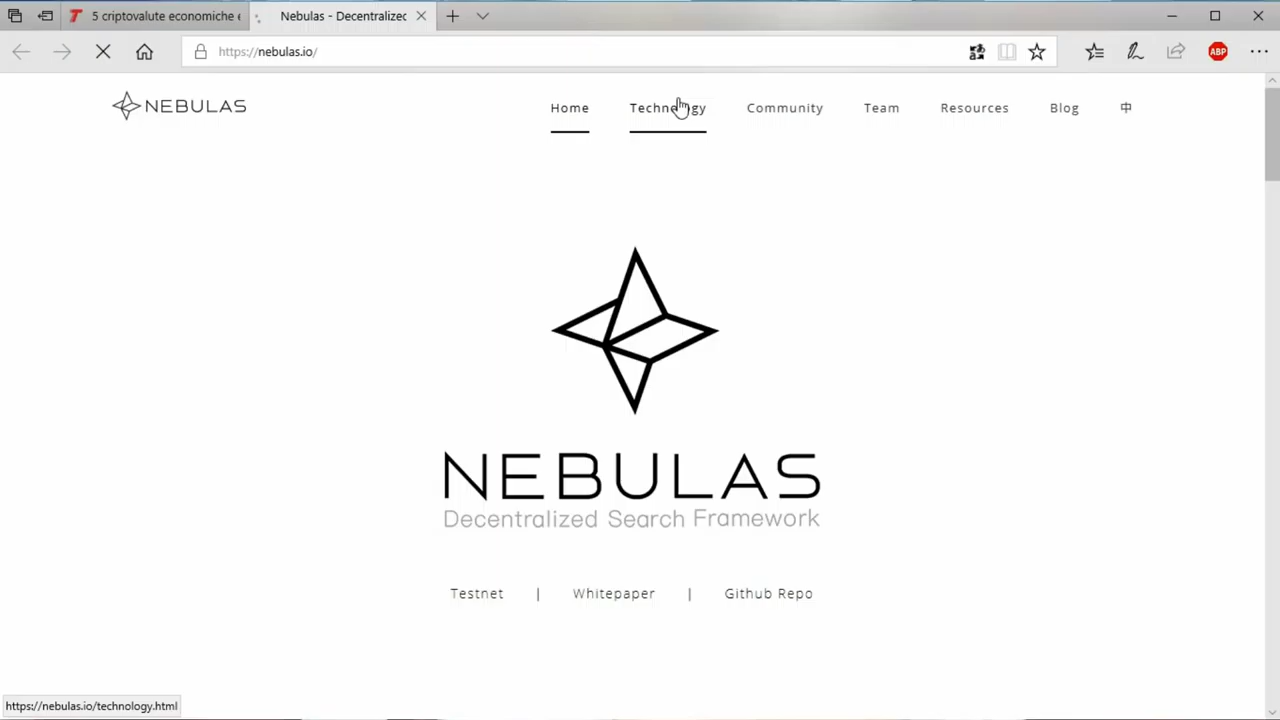 5 criptovalute economiche e
Nebulas - Decentralized
https://nebulas.io/
ABP
NEBULAS
Home
Technology
Community
Team
Resources
Blog
中
NEBULAS
Decentralized Search Framework
Testnet | Whitepaper | Github Repo
https://nebulas.io/technology.html